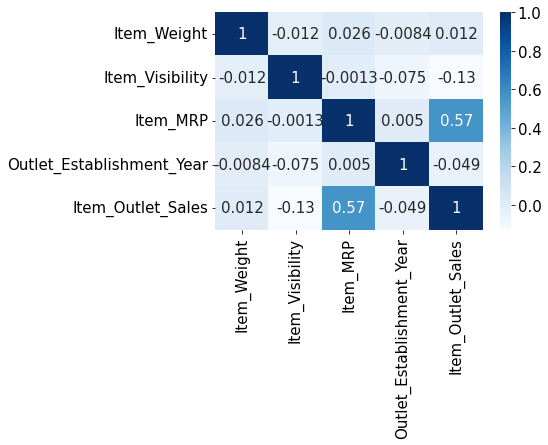 Item_Weight 1 -0.012 0.026 -0.0084 0.012
Item_Visibility -0.012 1 -0.0013 -0.075 -0.13
Item_MRP 0.026 -0.0013 1 0.005 0.57
Outlet_Establishment_Year -0.0084 -0.075 0.005 1 -0.049
Item_Outlet_Sales 0.012 -0.13 0.57 -0.049 1
Item_Weight
Item_Visibility
Item_MRP
Outlet_Establishment_Year
Item_Outlet_Sales
1.0
0.8
0.6
0.4
0.2
0.0